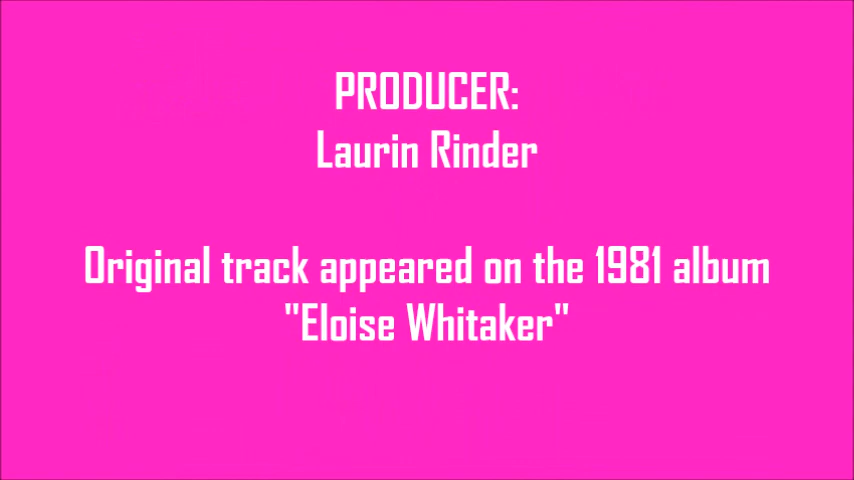 PRODUCER:
Laurin Rinder
Original track appeared on the 1981 album
"Eloise Whitaker"